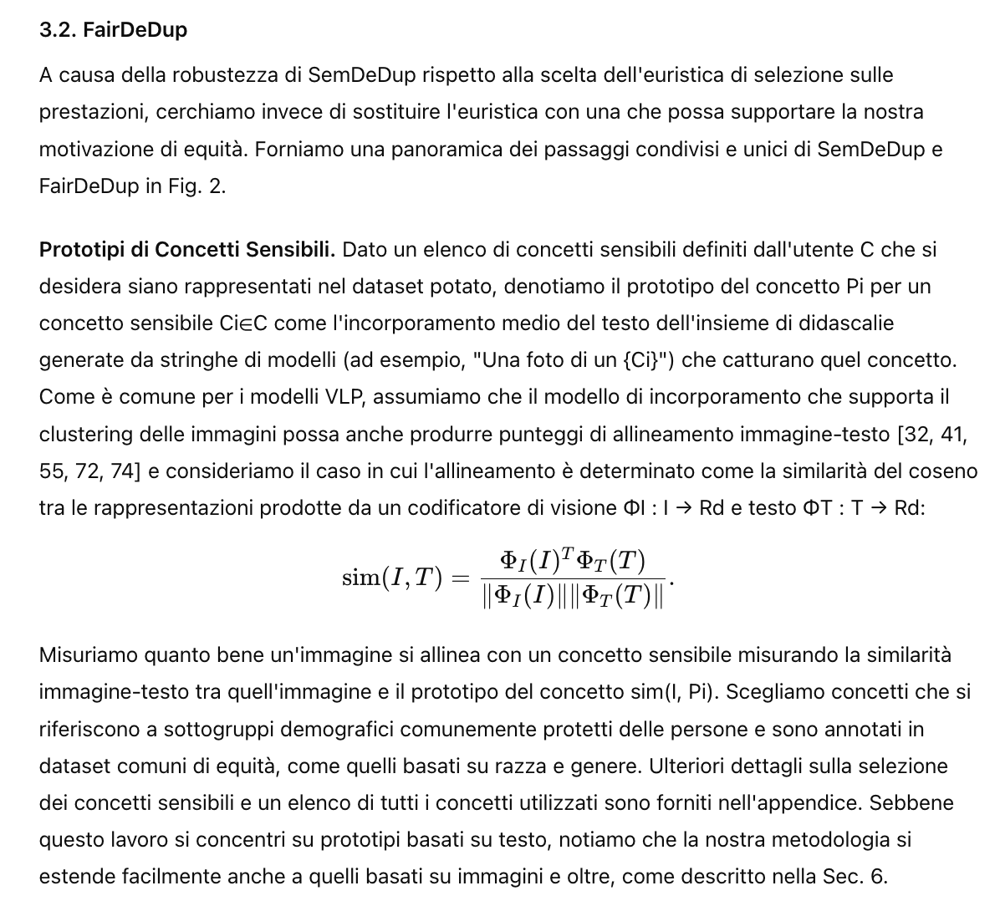 3.2. FairDeDup
A causa della robustezza di SemDeDup rispetto alla scelta dell'euristica di selezione sulle
prestazioni, cerchiamo invece di sostituire l'euristica con una che possa supportare la nostra
motivazione di equità. Forniamo una panoramica dei passaggi condivisi e unici di SemDeDup e
FairDeDup in Fig. 2.
Prototipi di Concetti Sensibili. Dato un elenco di concetti sensibili definiti dall'utente C che si
desidera siano rappresentati nel dataset potato, denotiamo il prototipo del concetto Pi per un
concetto sensibile Ci∈C come l'incorporamento medio del testo dell'insieme di didascalie
generate da stringhe di modelli (ad esempio, "Una foto di un {Ci}") che catturano quel concetto.
Come è comune per i modelli VLP, assumiamo che il modello di incorporamento che supporta il
clustering delle immagini possa anche produrre punteggi di allineamento immagine-testo [32, 41,
55, 72, 74] e consideriamo il caso in cui l'allineamento è determinato come la similarità del coseno
tra le rappresentazioni prodotte da un codificatore di visione ΦI : I → Rd e testo ΦT : T → Rd:
sim(I, T) = Φ_I(I)^T Φ_T(T) / ‖Φ_I(I)‖‖Φ_T(T)‖.
Misuriamo quanto bene un'immagine si allinea con un concetto sensibile misurando la similarità
immagine-testo tra quell'immagine e il prototipo del concetto sim(I, Pi). Scegliamo concetti che si
riferiscono a sottogruppi demografici comunemente protetti delle persone e sono annotati in
dataset comuni di equità, come quelli basati su razza e genere. Ulteriori dettagli sulla selezione
dei concetti sensibili e un elenco di tutti i concetti utilizzati sono forniti nell'appendice. Sebbene
questo lavoro si concentri su prototipi basati su testo, notiamo che la nostra metodologia si
estende facilmente anche a quelli basati su immagini e oltre, come descritto nella Sec. 6.